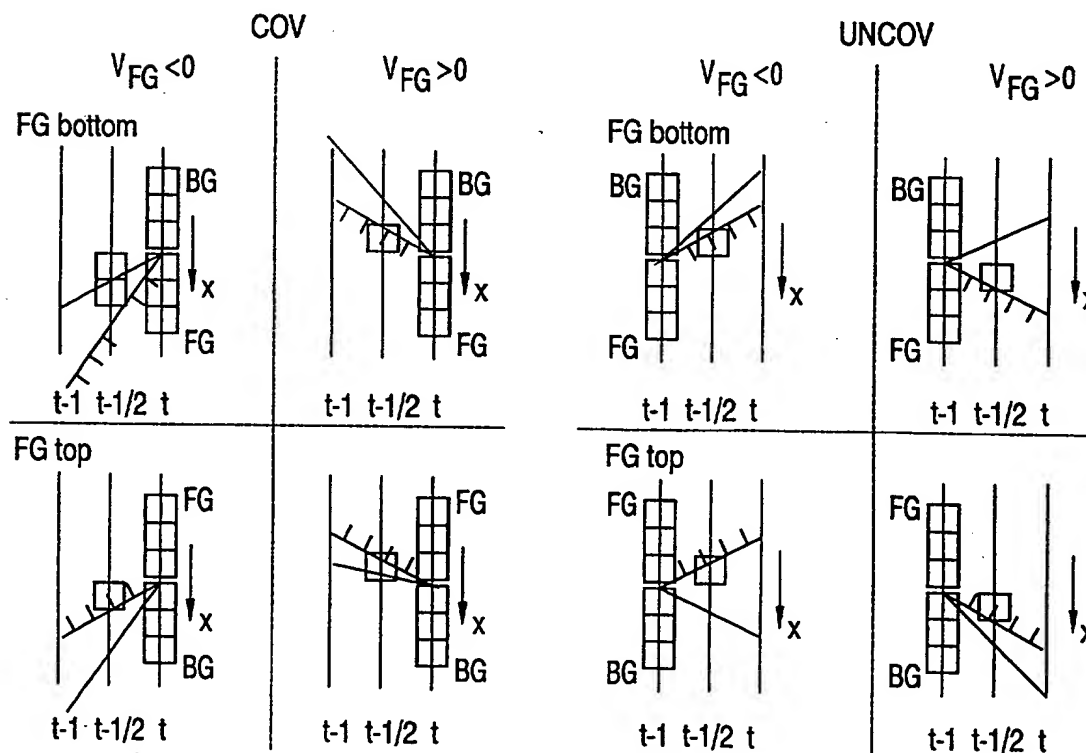 COV
V_FG <0
V_FG >0
FG bottom
BG
X
FG
t-1 t-1/2 t
BG
X
FG
t-1 t-1/2 t
FG top
FG
X
BG
t-1 t-1/2 t
FG
X
BG
t-1 t-1/2 t
UNCOV
V_FG <0
V_FG >0
FG bottom
BG
X
FG
t-1 t-1/2 t
BG
X
FG
t-1 t-1/2 t
FG top
FG
X
BG
t-1 t-1/2 t
FG
X
BG
t-1 t-1/2 t